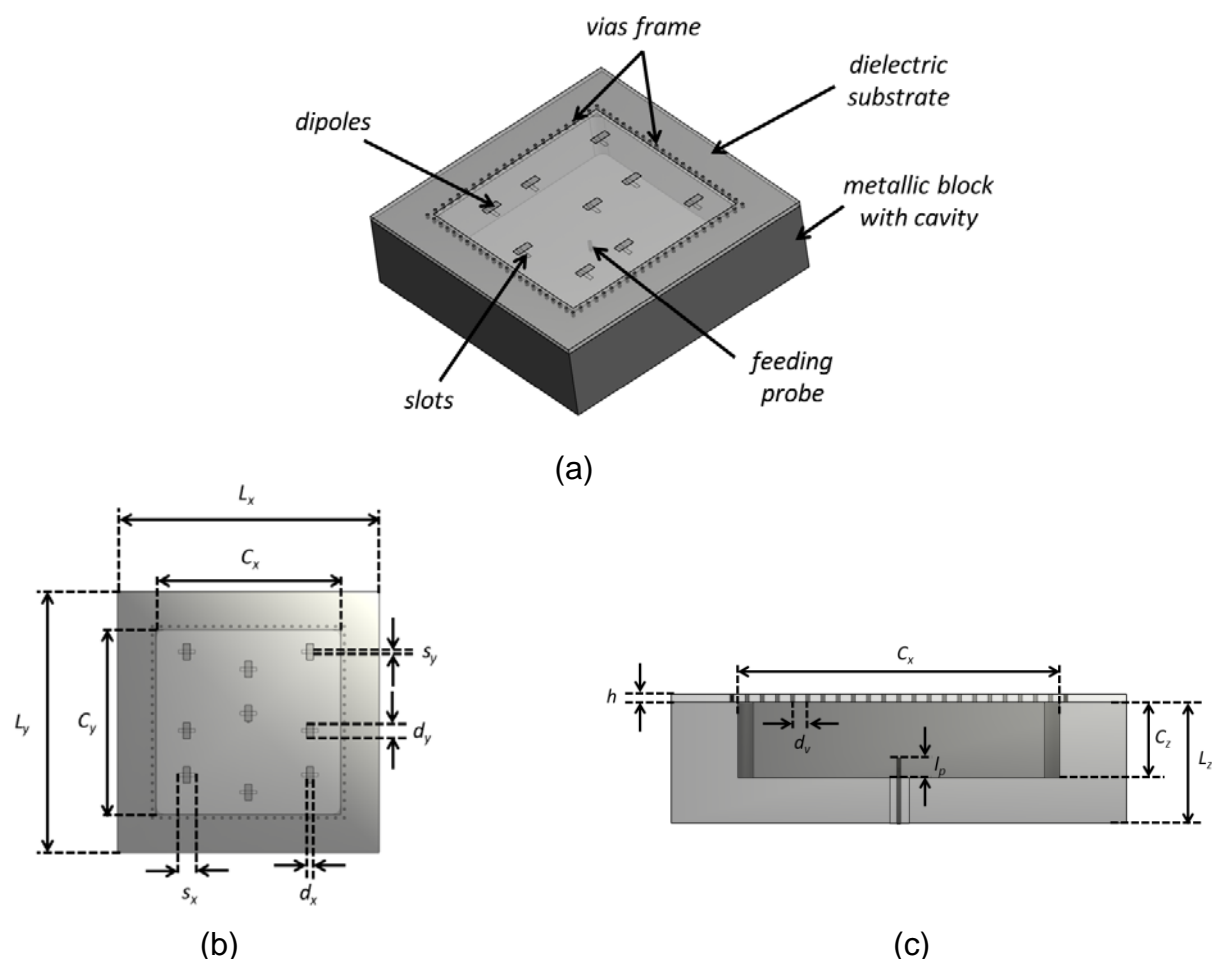 vias frame
dielectric
substrate
dipoles
metallic block
with cavity
slots
feeding
probe
(a)
Lx
Cx
sy
Ly
Cy
dy
sx
dx
(b)
Cx
h
dv
lp
Cz
Lz
(c)